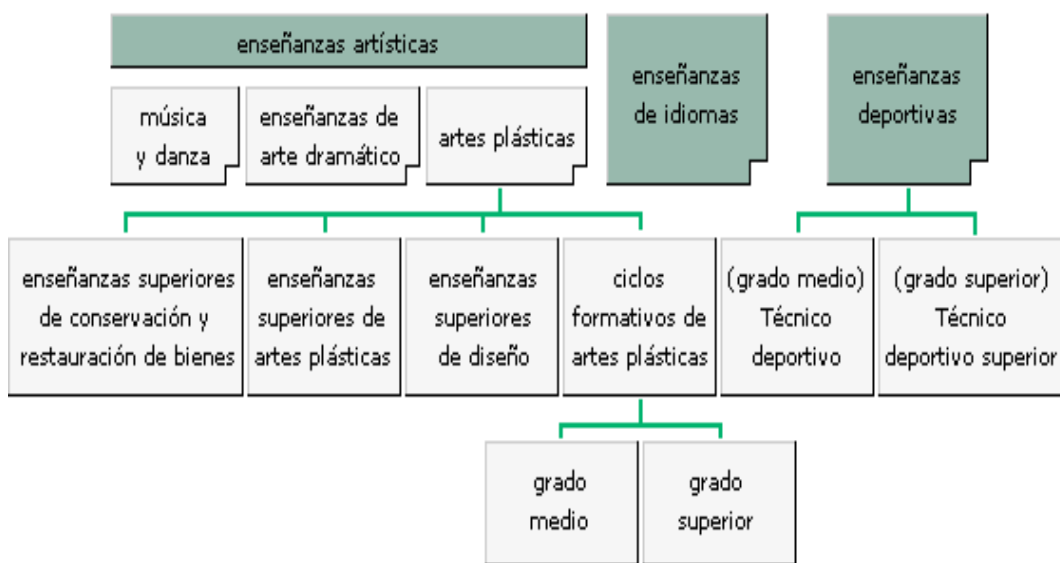 enseñanzas artísticas
enseñanzas
de idiomas
enseñanzas
deportivas
música
y danza
enseñanzas de
arte dramático
artes plásticas
enseñanzas superiores
de conservación y
restauración de bienes
enseñanzas
superiores de
artes plásticas
enseñanzas
superiores
de diseño
ciclos
formativos de
artes plásticas
(grado medio)
Técnico
deportivo
(grado superior)
Técnico
deportivo superior
grado
medio
grado
superior